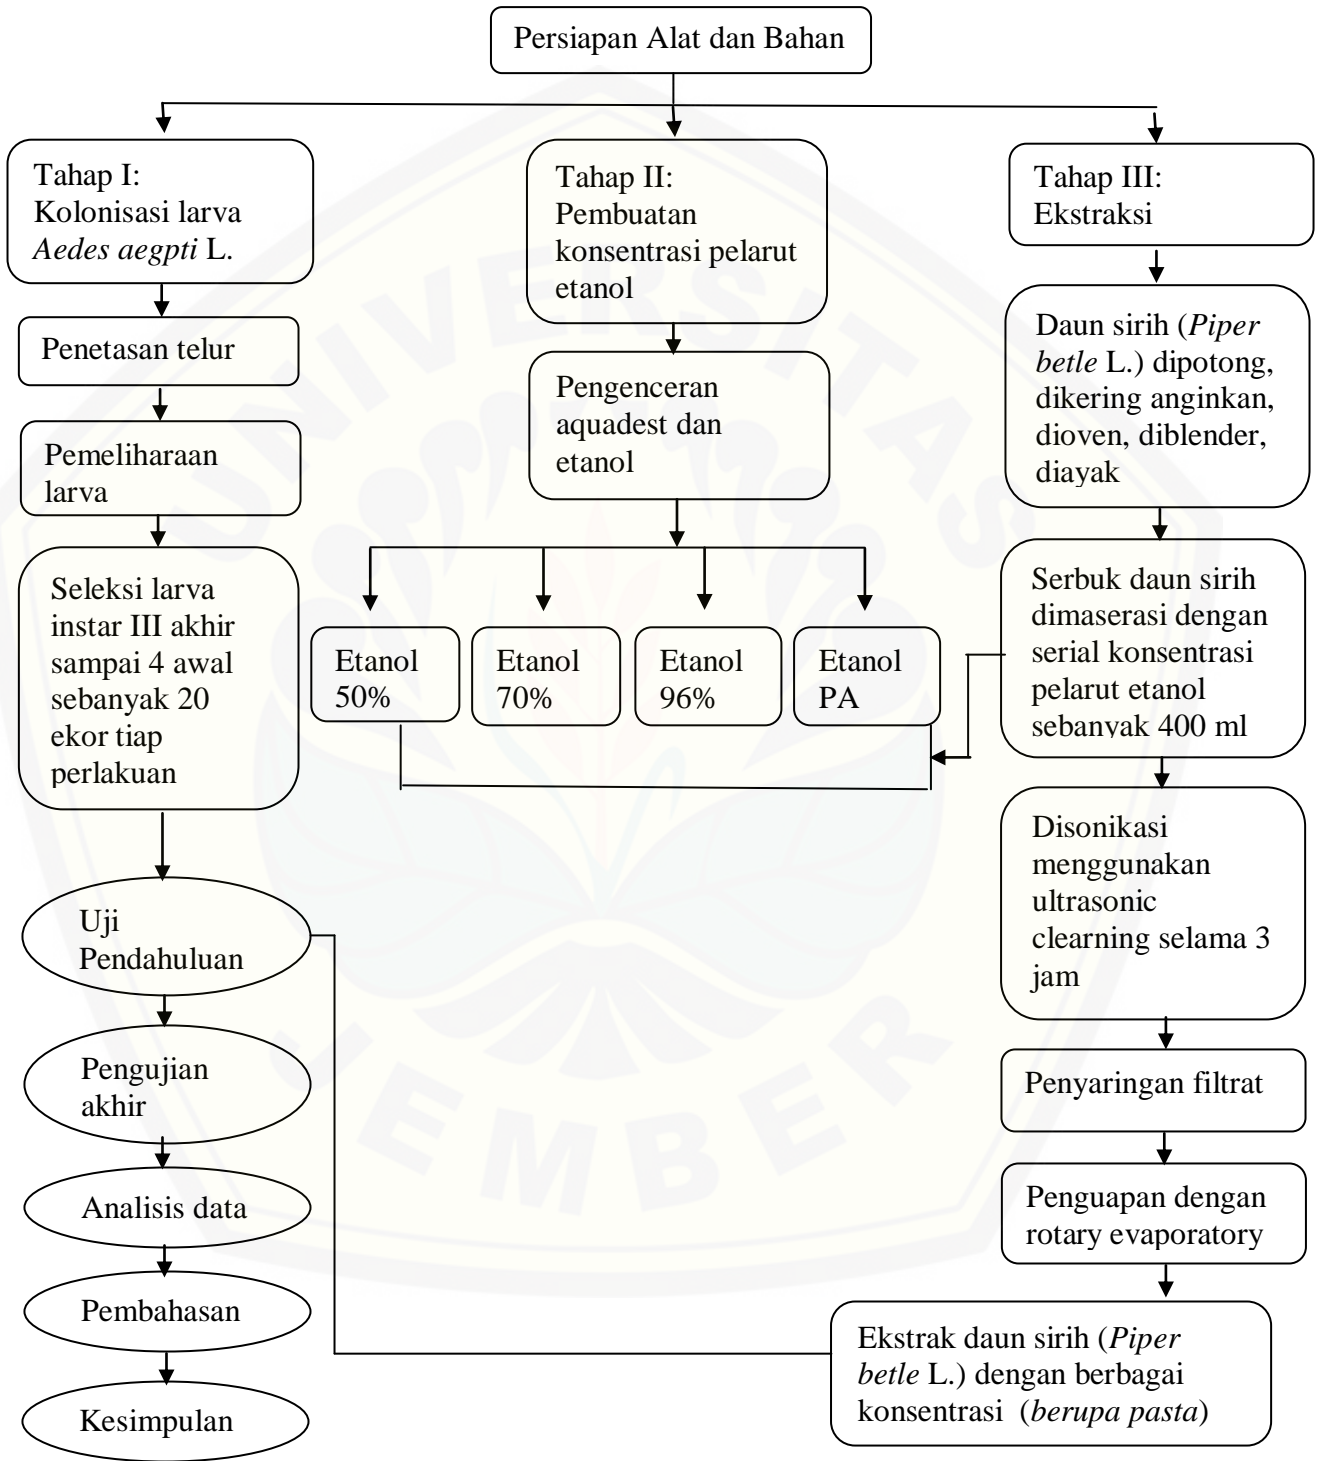 Persiapan Alat dan Bahan
Tahap I:
Kolonisasi larva
Aedes aegpti L.
Penetasan telur
Pemeliharaan
larva
Seleksi larva
instar III akhir
sampai 4 awal
sebanyak 20
ekor tiap
perlakuan
Uji
Pendahuluan
Pengujian
akhir
Analisis data
Pembahasan
Kesimpulan
Tahap II:
Pembuatan
konsentrasi pelarut
etanol
Pengenceran
aquadest dan
etanol
Etanol
50%
Etanol
70%
Etanol
96%
Etanol
PA
Tahap III:
Ekstraksi
Daun sirih (Piper
betle L.) dipotong,
dikering anginkan,
dioven, diblender,
diayak
Serbuk daun sirih
dimaserasi dengan
serial konsentrasi
pelarut etanol
sebanyak 400 ml
Disonikasi
menggunakan
ultrasonic
clearning selama 3
jam
Penyaringan filtrat
Penguapan dengan
rotary evaporatory
Ekstrak daun sirih (Piper
betle L.) dengan berbagai
konsentrasi (berupa pasta)
UNIVERSITAS
JEMBER